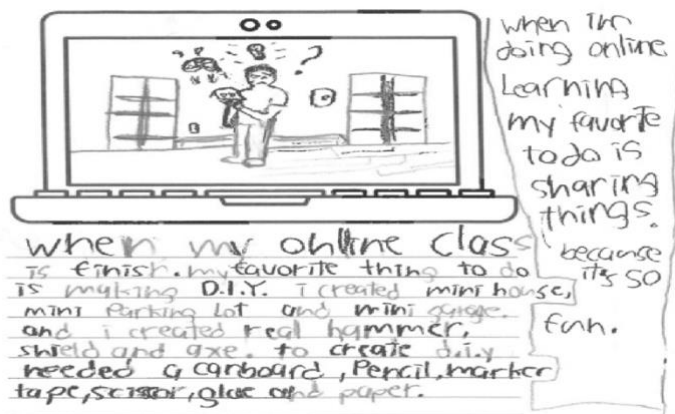 when my online class
is finish. my favorite thing to do
is making D.I.Y. i created mini house,
mini parking Lot and mini garage.
and i created real hammer,
shield and axe. to create d.i.y
needed a carboard, Pencil, marker
tape, scissor, glue and paper.
when im
doing online
Learning
my favorite
to do is
sharing
things.
because
it's so
fun.